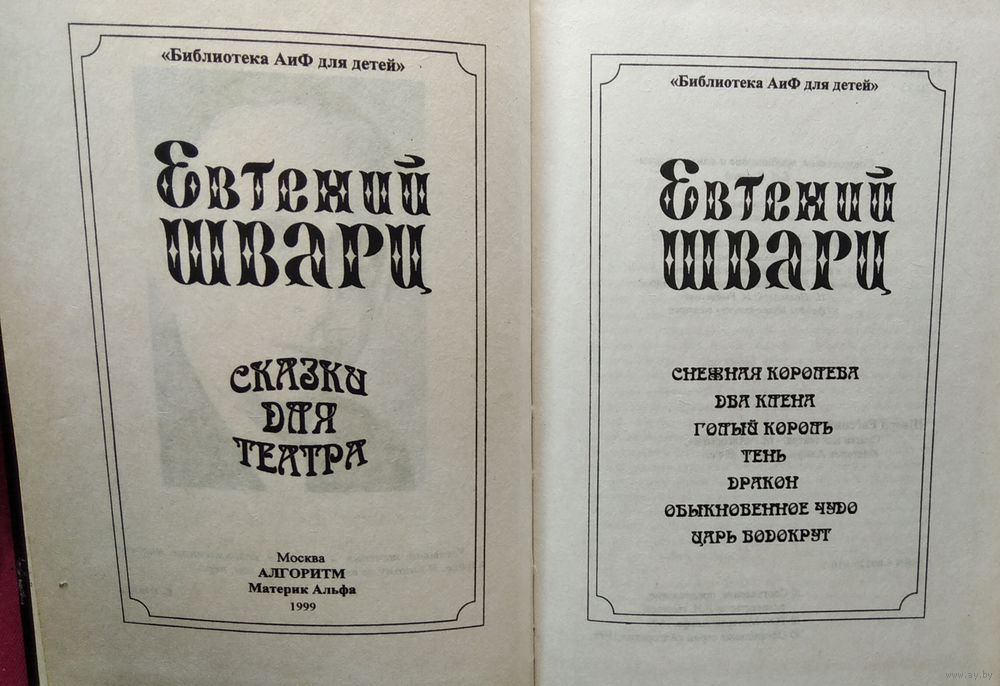 «Библиотека АиФ для детей»
Евгений
ШВАРЦ
СКАЗКИ
ДЛЯ
ТЕАТРА
Москва
АЛГОРИТМ
Материк Альфа
1999
«Библиотека АиФ для детей»
Евгений
ШВАРЦ
СНЕЖНАЯ КОРОЛЕВА
ДВА КЛЕНА
ГОЛЫЙ КОРОЛЬ
ТЕНЬ
ДРАКОН
ОБЫКНОВЕННОЕ ЧУДО
ЦАРЬ ВОДОКРУТ
www.ay.by